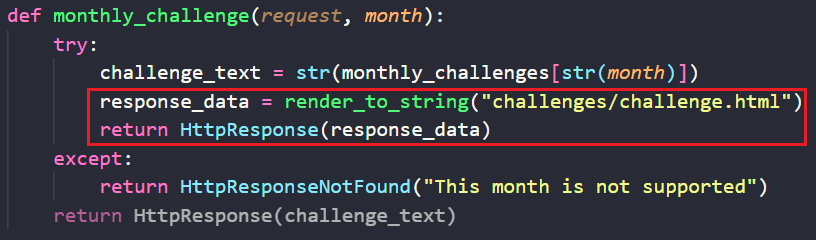 def monthly_challenge(request, month):
    try:
        challenge_text = str(monthly_challenges[str(month)])
        response_data = render_to_string("challenges/challenge.html")
        return HttpResponse(response_data)
    except:
        return HttpResponseNotFound("This month is not supported")
    return HttpResponse(challenge_text)